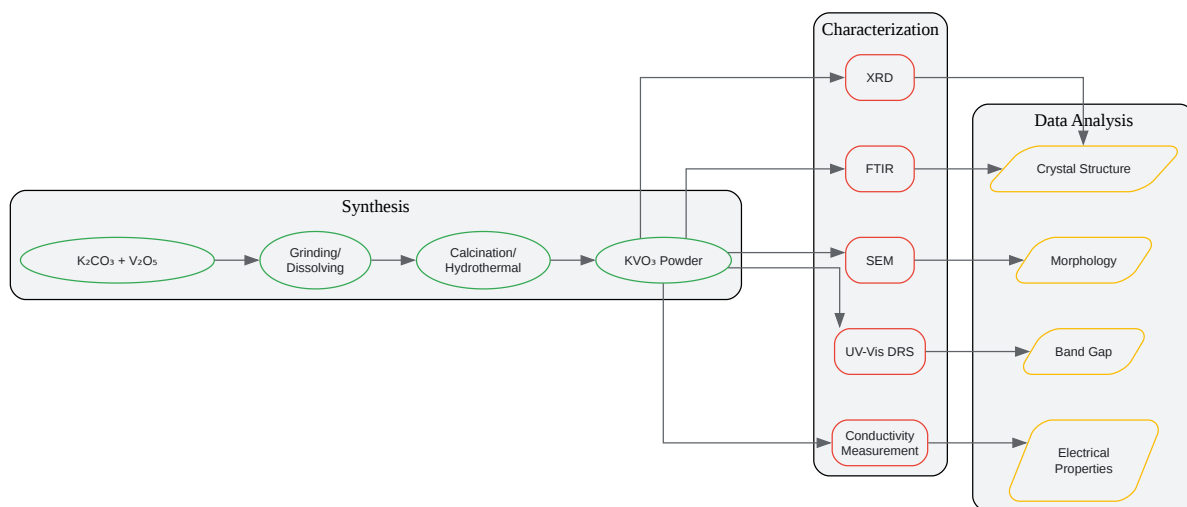 Synthesis
K₂CO₃ + V₂O₅
Grinding/
Dissolving
Calcination/
Hydrothermal
KVO₃ Powder
Characterization
XRD
FTIR
SEM
UV-Vis DRS
Conductivity
Measurement
Data Analysis
Crystal Structure
Morphology
Band Gap
Electrical
Properties